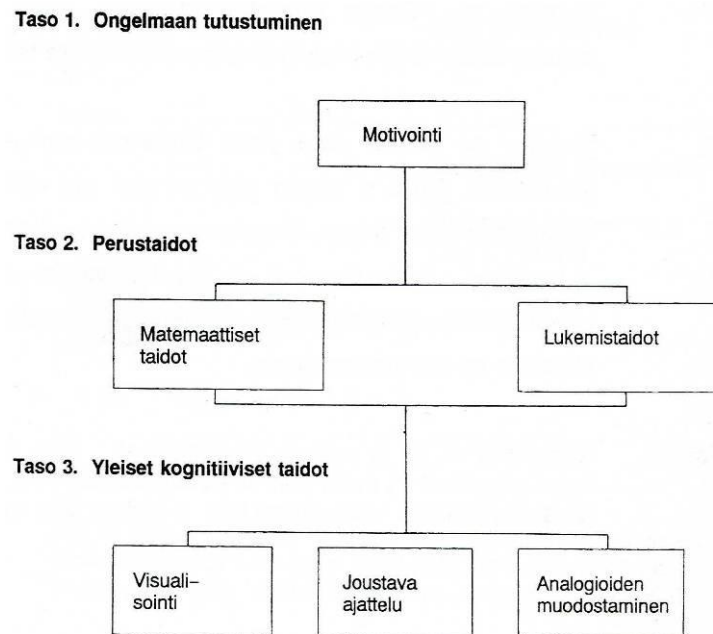 Taso 1. Ongelmaan tutustuminen
Motivointi
Taso 2. Perustaidot
Matemaattiset
taidot
Lukemistaidot
Taso 3. Yleiset kognitiiviset taidot
Visuali-
sointi
Joustava
ajattelu
Analogioiden
muodostaminen